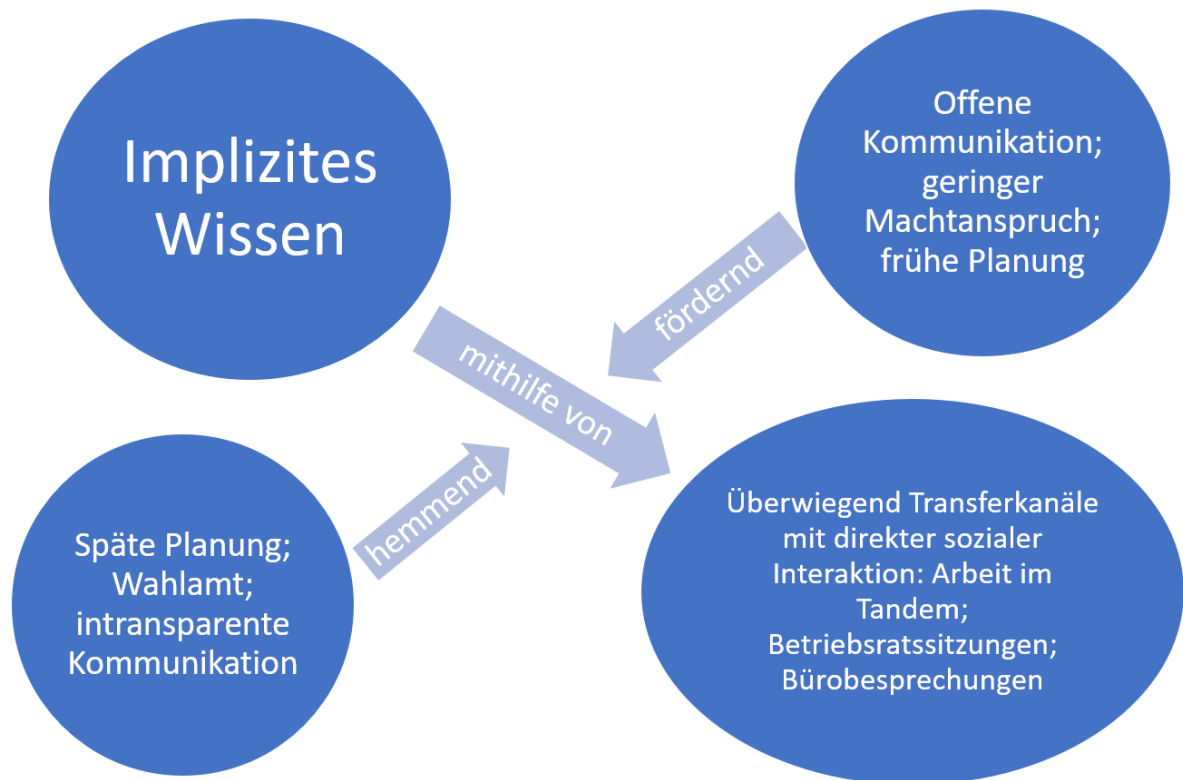 Implizites
Wissen
Offene
Kommunikation;
geringer
Machtanspruch;
frühe Planung
fördernd
mithilfe von
hemmend
Späte Planung;
Wahlamt;
intransparente
Kommunikation
Überwiegend Transferkanäle
mit direkter sozialer
Interaktion: Arbeit im
Tandem;
Betriebsratssitzungen;
Bürobesprechungen